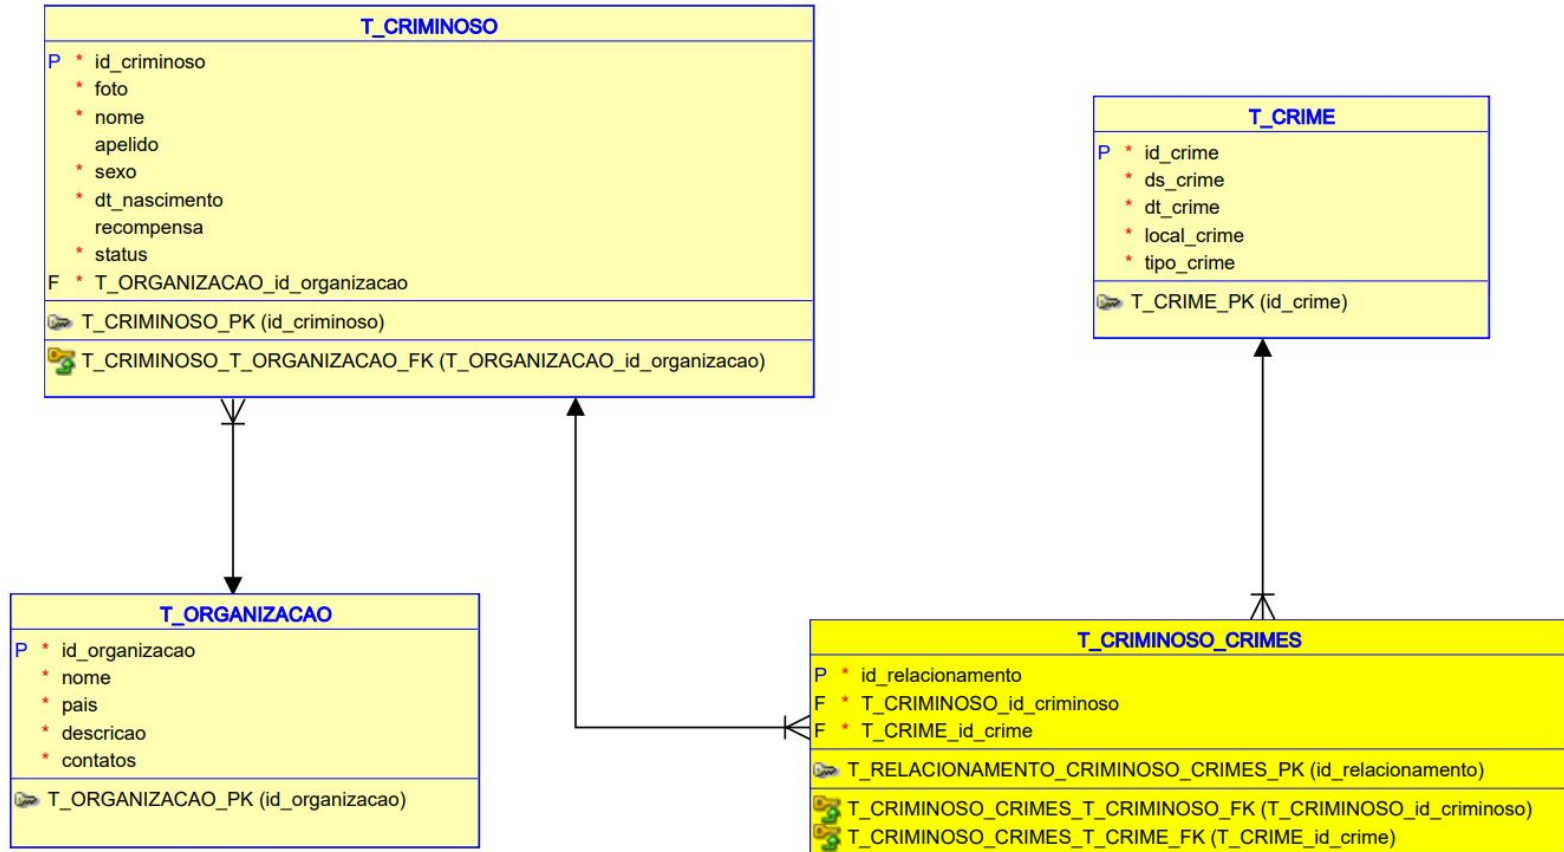 T_CRIMINOSO
P * id_criminoso
* foto
* nome
apelido
* sexo
* dt_nascimento
recompensa
* status
F * T_ORGANIZACAO_id_organizacao
T_CRIMINOSO_PK (id_criminoso)
T_CRIMINOSO_T_ORGANIZACAO_FK (T_ORGANIZACAO_id_organizacao)
T_CRIME
P * id_crime
* ds_crime
* dt_crime
* local_crime
* tipo_crime
T_CRIME_PK (id_crime)
T_ORGANIZACAO
P * id_organizacao
* nome
* pais
* descricao
* contatos
T_ORGANIZACAO_PK (id_organizacao)
T_CRIMINOSO_CRIMES
P * id_relacionamento
F * T_CRIMINOSO_id_criminoso
F * T_CRIME_id_crime
T_RELACIONAMENTO_CRIMINOSO_CRIMES_PK (id_relacionamento)
T_CRIMINOSO_CRIMES_T_CRIMINOSO_FK (T_CRIMINOSO_id_criminoso)
T_CRIMINOSO_CRIMES_T_CRIME_FK (T_CRIME_id_crime)